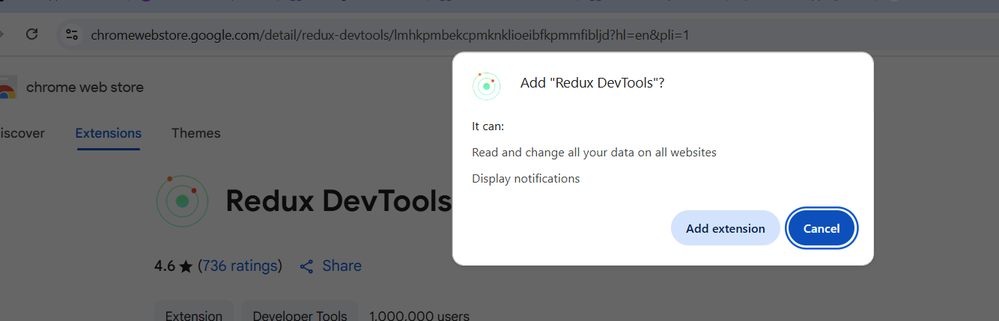 chromewebstore.google.com/detail/redux-devtools/lmhkpmbekcpmknklioeibfkpmmfibljd?hl=en&pli=1
chrome web store
iscover Extensions Themes
Redux DevTools
4.6 ★ (736 ratings) Share
Extension Developer Tools 1,000,000 users
Add "Redux DevTools"?
It can:
Read and change all your data on all websites
Display notifications
Add extension Cancel